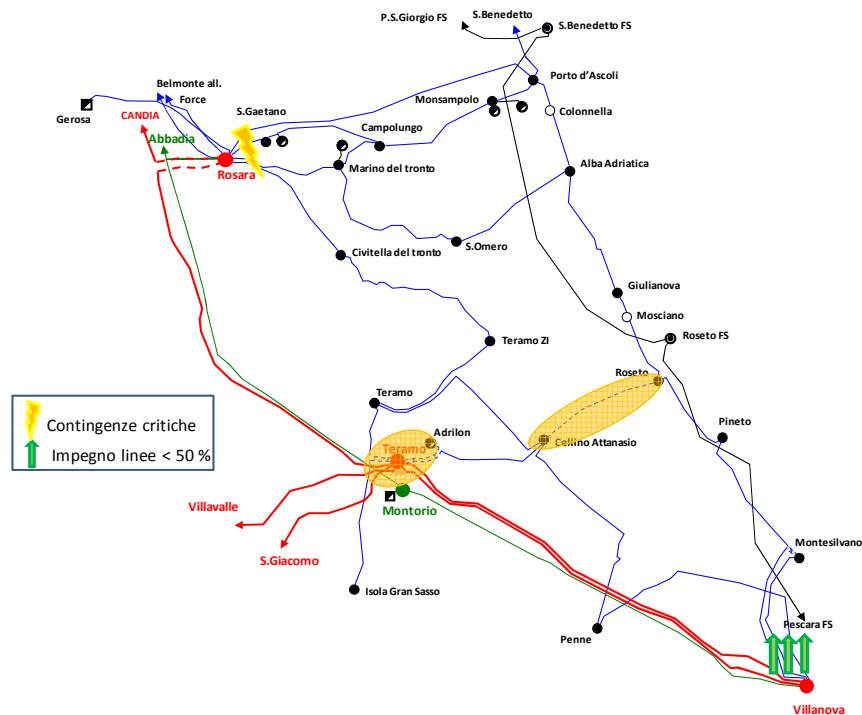 P.S.Giorgio FS
S.Benedetto
S.Benedetto FS
Porto d'Ascoli
Belmonte all.
Force
Monsampolo
Gerosa
S.Gaetano
Colonnella
CANDIA
Campolungo
Abbadia
Rosara
Marino del tronto
Alba Adriatica
S.Omero
Civitella del tronto
Giulianova
Mosciano
Teramo ZI
Roseto FS
Roseto
Teramo
Contingenze critiche
Impegno linee < 50 %
Adrilon
Pineto
Cellino Attanasio
Teramo
Villavalle
Montorio
S.Giacomo
Montesilvano
Isola Gran Sasso
Pescara FS
Penne
Villanova